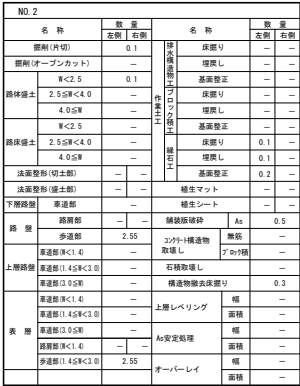 NO.2
名 称 数 量 名 称 数 量
左側 右側 左側 右側
掘削(片切) 0.1 排水構造物工 床掘り － －
掘削(オープンカット) － 埋戻し － －
路体盛土 W<2.5 0.1 基面整正 － －
2.5≦W<4.0 － 作業土工 ブロック積工 床掘り － －
4.0≦W － 埋戻し － －
路床盛土 W<2.5 － 基面整正 － －
2.5≦W<4.0 － 縁石工 床掘り 0.1 －
4.0≦W － 埋戻し 0.1 －
法面整形(切土部) － － 基面整正 0.2 －
法面整形(盛土部) － － 植生マット － －
下層路盤 車道部 － 植生シート － －
路 盤 路肩部 － － 舗装版破砕 As 0.5
歩道部 2.55 コンクリート構造物取壊し 無筋 － －
上層路盤 車道部(W<1.4) － ブロック積 － －
車道部(1.4≦W<3.0) － 石積取壊し － －
車道部(3.0≦W) － 構造物撤去床掘り 0.3
表 層 車道部(W<1.4) － 上層レベリング 幅 －
車道部(1.4≦W<3.0) － 面積 －
車道部(3.0≦W) － As安定処理 幅 －
路肩部(W<1.4) － － 面積 －
歩道部(1.4≦W<3.0) 2.55 オーバーレイ 幅 －
面積 －